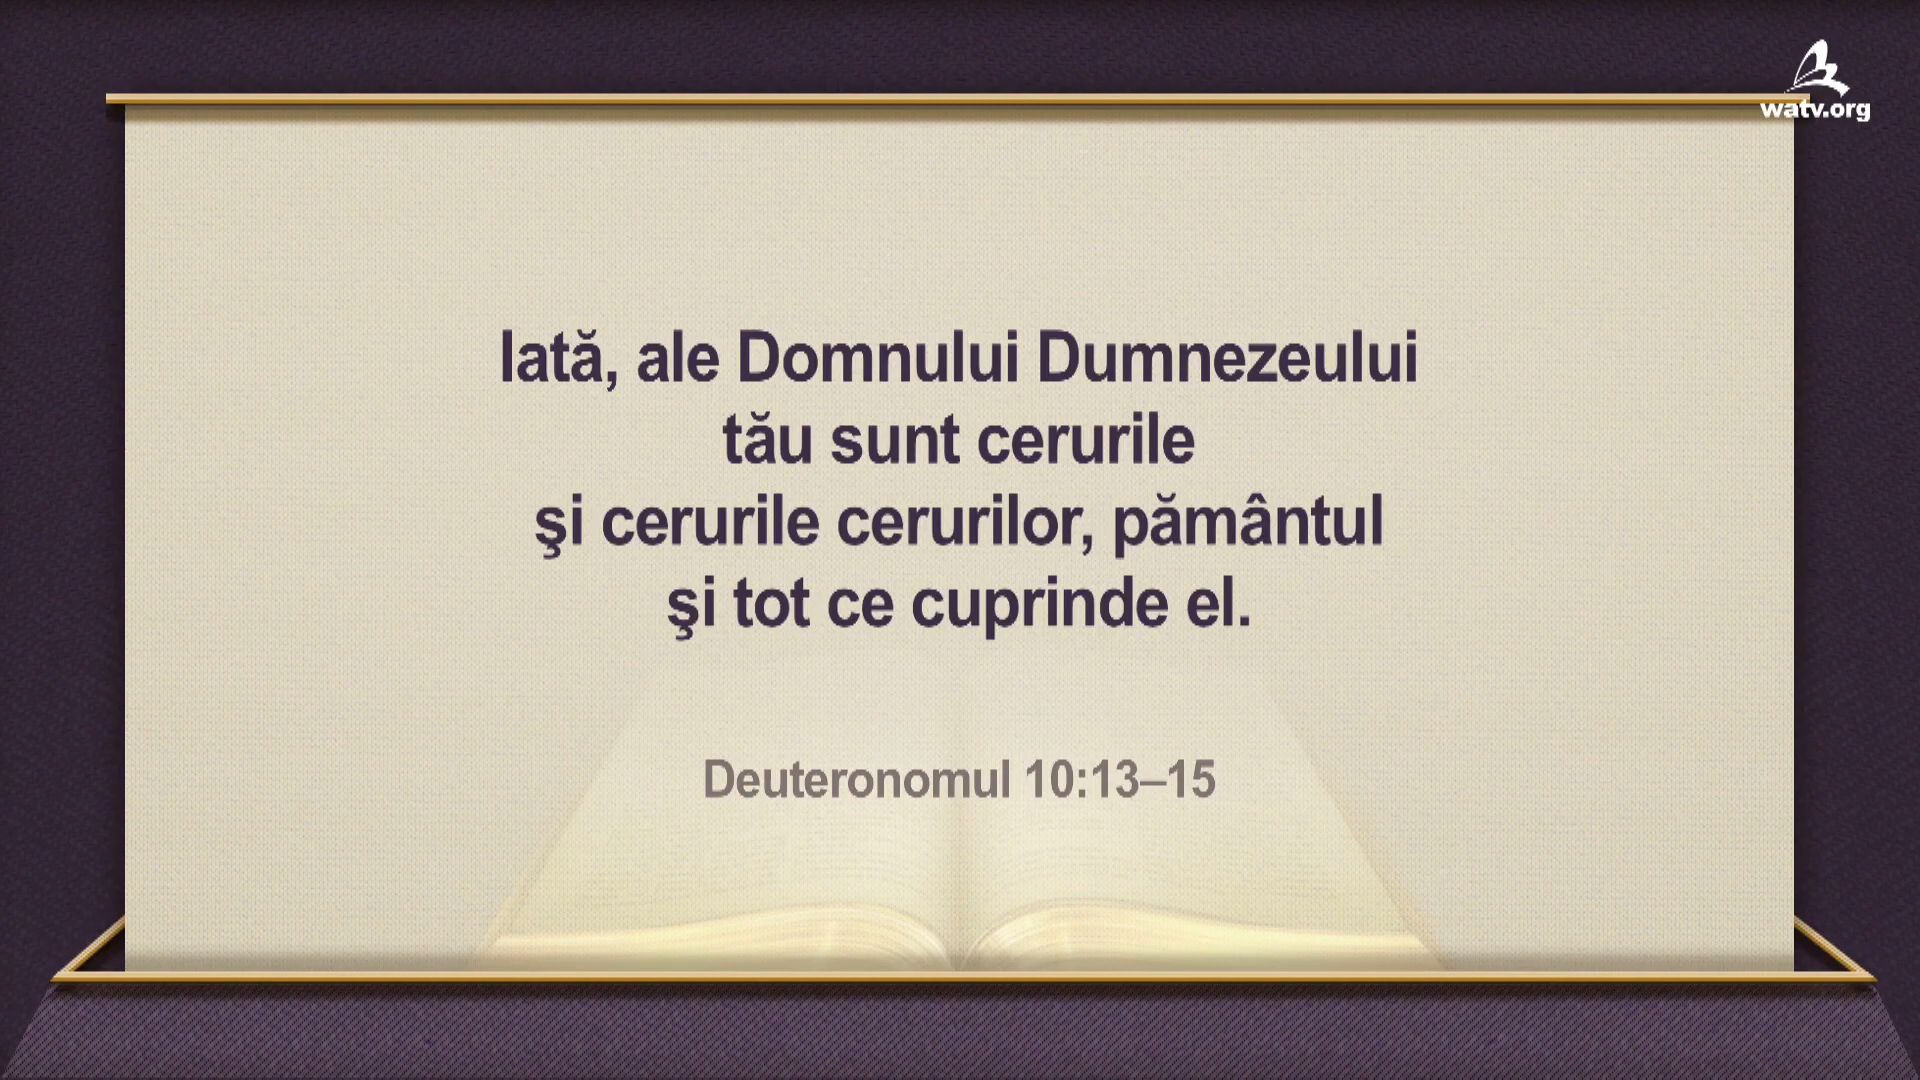 watv.org
Iată, ale Domnului Dumnezeului
tău sunt cerurile
şi cerurile cerurilor, pământul
şi tot ce cuprinde el.
Deuteronomul 10:13–15